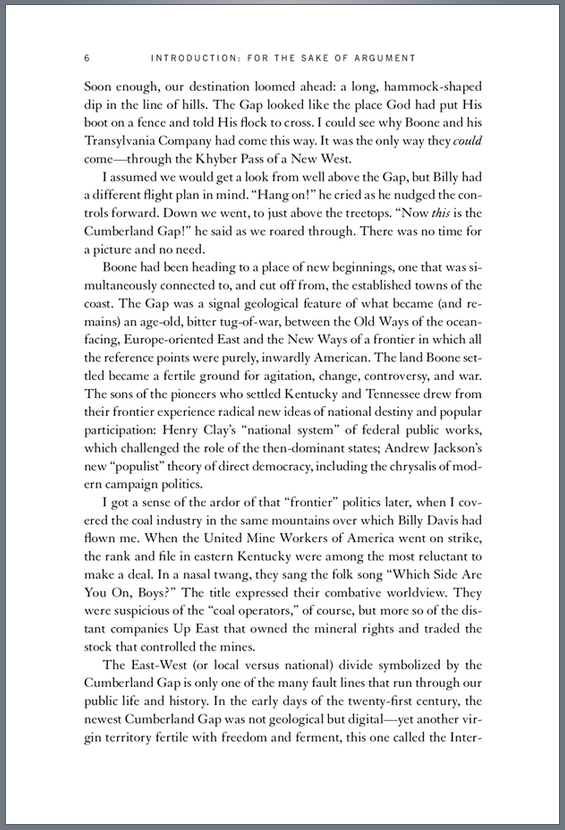 6 INTRODUCTION: FOR THE SAKE OF ARGUMENT
Soon enough, our destination loomed ahead: a long, hammock-shaped
dip in the line of hills. The Gap looked like the place God had put His
boot on a fence and told His flock to cross. I could see why Boone and his
Transylvania Company had come this way. It was the only way they could
come—through the Khyber Pass of a New West.
I assumed we would get a look from well above the Gap, but Billy had
a different flight plan in mind. “Hang on!” he cried as he nudged the con-
trols forward. Down we went, to just above the treetops. “Now this is the
Cumberland Gap!” he said as we roared through. There was no time for
a picture and no need.
Boone had been heading to a place of new beginnings, one that was si-
multaneously connected to, and cut off from, the established towns of the
coast. The Gap was a signal geological feature of what became (and re-
mains) an age-old, bitter tug-of-war, between the Old Ways of the ocean-
facing, Europe-oriented East and the New Ways of a frontier in which all
the reference points were purely, inwardly American. The land Boone set-
tled became a fertile ground for agitation, change, controversy, and war.
The sons of the pioneers who settled Kentucky and Tennessee drew from
their frontier experience radical new ideas of national destiny and popular
participation: Henry Clay’s “national system” of federal public works,
which challenged the role of the then-dominant states; Andrew Jackson’s
new “populist” theory of direct democracy, including the chrysalis of mod-
ern campaign politics.
I got a sense of the ardor of that “frontier” politics later, when I cov-
ered the coal industry in the same mountains over which Billy Davis had
flown me. When the United Mine Workers of America went on strike,
the rank and file in eastern Kentucky were among the most reluctant to
make a deal. In a nasal twang, they sang the folk song “Which Side Are
You On, Boys?” The title expressed their combative worldview. They
were suspicious of the “coal operators,” of course, but more so of the dis-
tant companies Up East that owned the mineral rights and traded the
stock that controlled the mines.
The East-West (or local versus national) divide symbolized by the
Cumberland Gap is only one of the many fault lines that run through our
public life and history. In the early days of the twenty-first century, the
newest Cumberland Gap was not geological but digital—yet another vir-
gin territory fertile with freedom and ferment, this one called the Inter-